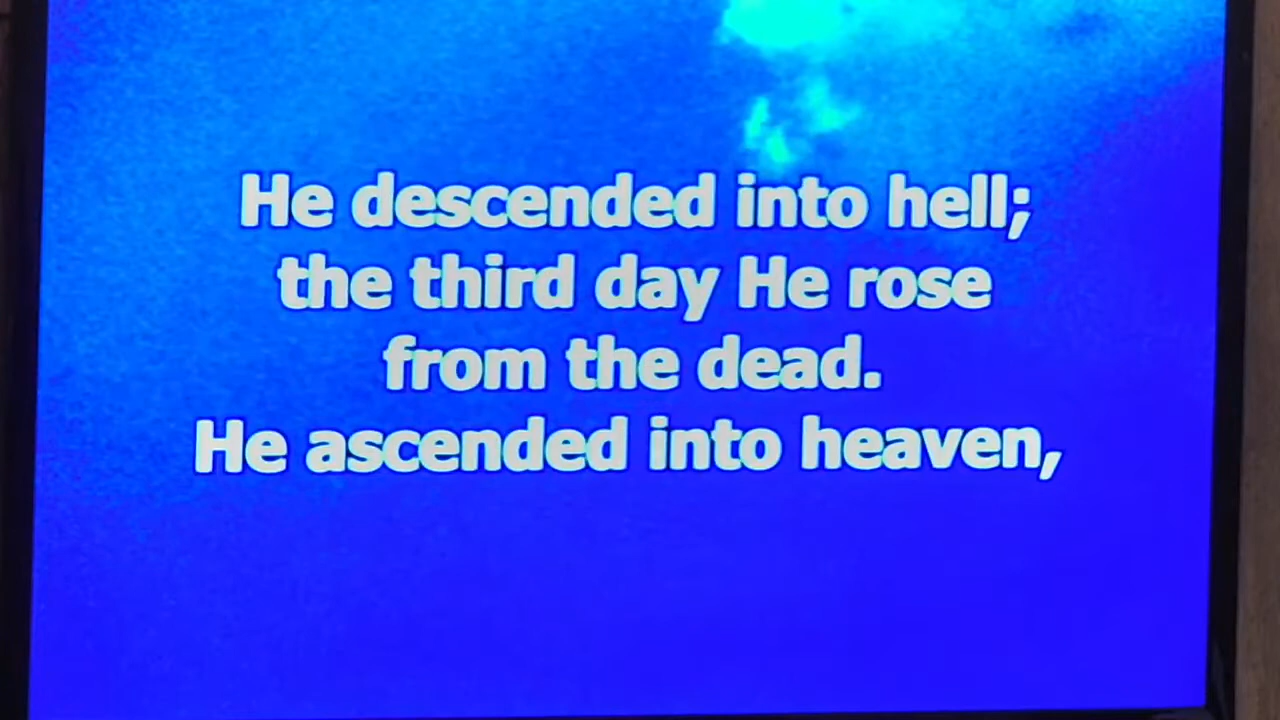 He descended into hell;
the third day He rose
from the dead.
He ascended into heaven,